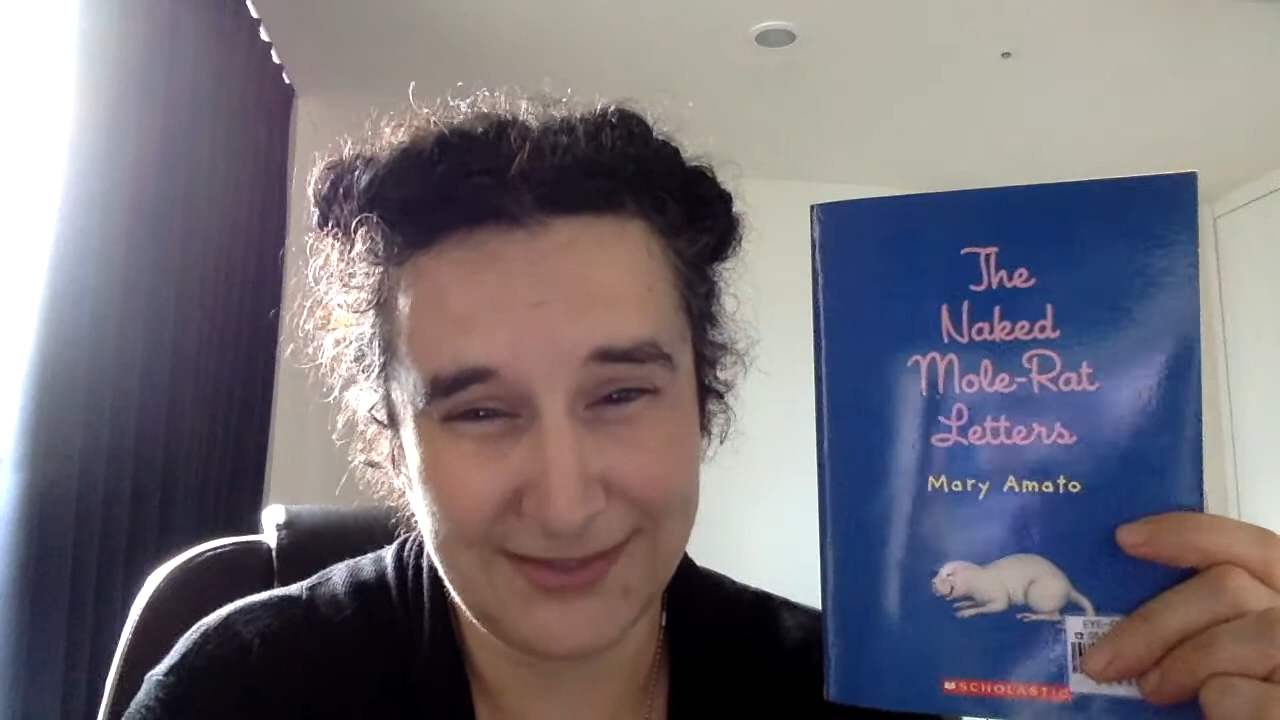 The
Naked
Mole-Rat
Letters
Mary Amato
SCHOLASTIC